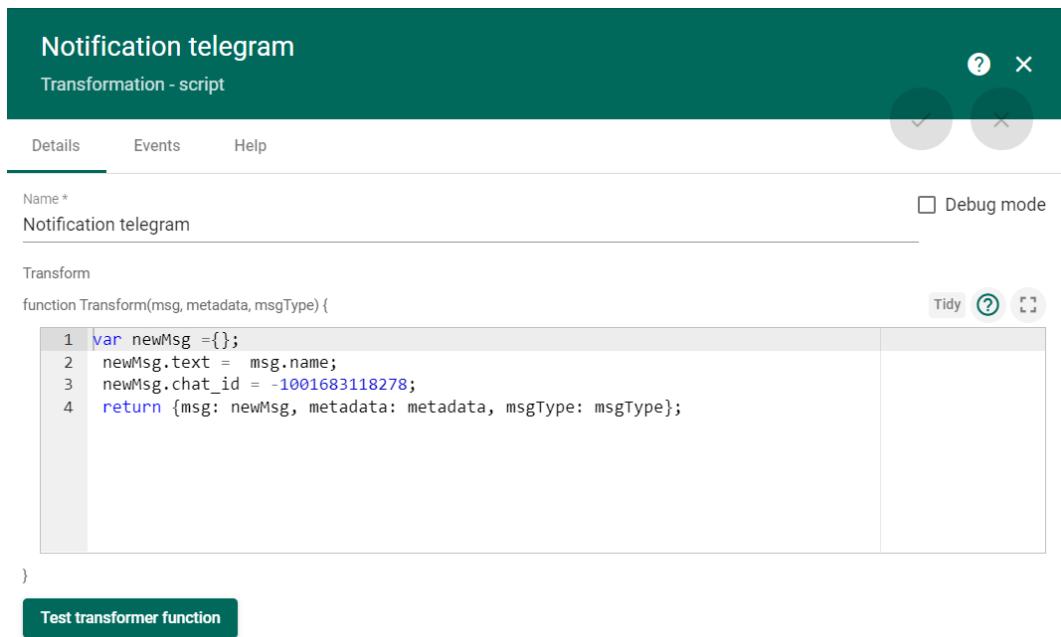 Notification telegram
Transformation - script
Details Events Help
Name *
Notification telegram
Debug mode
Transform
function Transform(msg, metadata, msgType) {
Tidy
1 var newMsg ={};
2 newMsg.text =  msg.name;
3 newMsg.chat_id = -1001683118278;
4 return {msg: newMsg, metadata: metadata, msgType: msgType};
}
Test transformer function